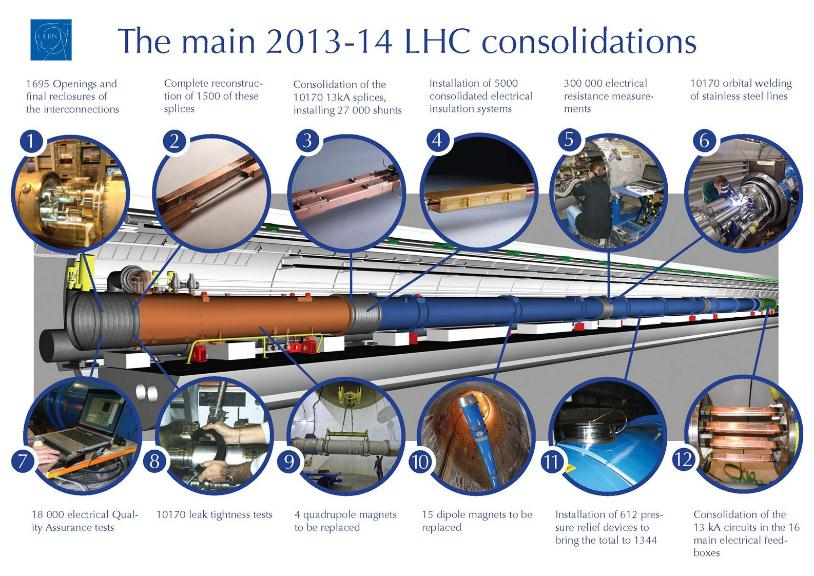 CERN
The main 2013-14 LHC consolidations
1695 Openings and
final reclosures of
the interconnections
Complete reconstruc-
tion of 1500 of these
splices
Consolidation of the
10170 13kA splices,
installing 27 000 shunts
Installation of 5000
consolidated electrical
insulation systems
300 000 electrical
resistance measure-
ments
10170 orbital welding
of stainless steel lines
1
2
3
4
5
6
7
8
9
10
11
12
18 000 electrical Qual-
ity Assurance tests
10170 leak tightness tests
4 quadrupole magnets
to be replaced
15 dipole magnets to be
replaced
Installation of 612 pres-
sure relief devices to
bring the total to 1344
Consolidation of the
13 kA circuits in the 16
main electrical feed-
boxes